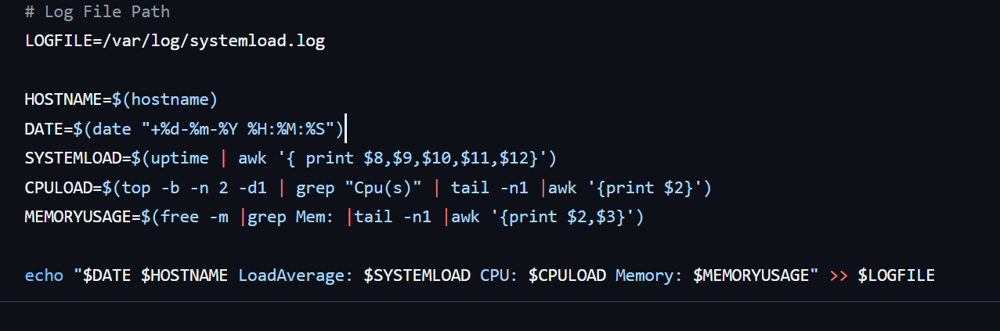 # Log File Path
LOGFILE=/var/log/systemload.log
HOSTNAME=$(hostname)
DATE=$(date "+%d-%m-%Y %H:%M:%S")
SYSTEMLOAD=$(uptime | awk '{ print $8,$9,$10,$11,$12}')
CPULOAD=$(top -b -n 2 -d1 | grep "Cpu(s)" | tail -n1 |awk '{print $2}')
MEMORYUSAGE=$(free -m |grep Mem: |tail -n1 |awk '{print $2,$3}')
echo "$DATE $HOSTNAME LoadAverage: $SYSTEMLOAD CPU: $CPULOAD Memory: $MEMORYUSAGE" >> $LOGFILE